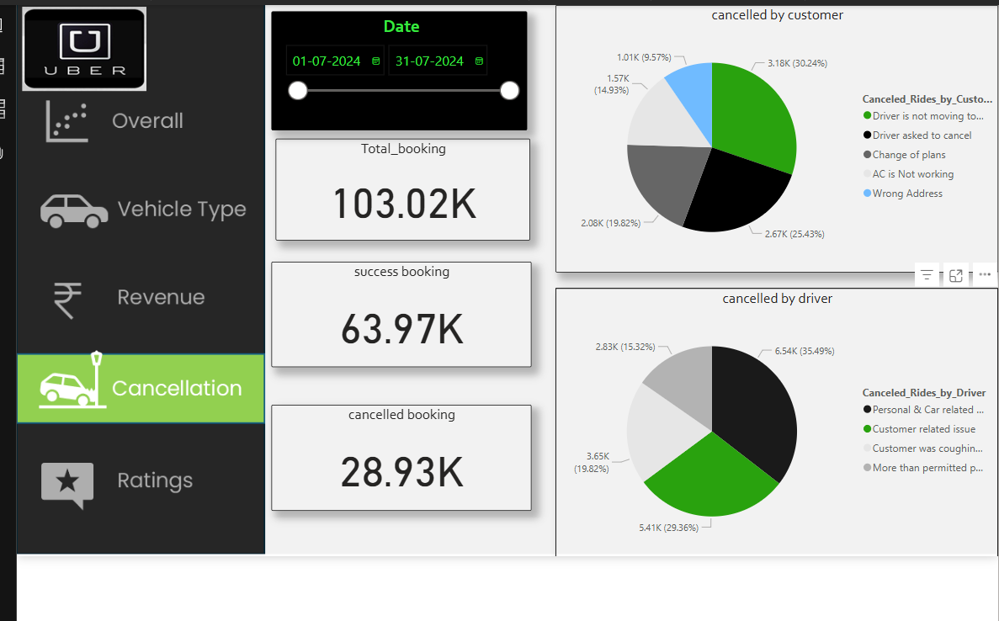 UBER
Overall
Vehicle Type
Revenue
Cancellation
Ratings
Date
01-07-2024
31-07-2024
Total_booking
103.02K
success booking
63.97K
cancelled booking
28.93K
cancelled by customer
1.01K (9.57%)
3.18K (30.24%)
1.57K
(14.93%)
2.08K (19.82%)
2.67K (25.43%)
Canceled_Rides_by_Custo...
Driver is not moving to...
Driver asked to cancel
Change of plans
AC is Not working
Wrong Address
cancelled by driver
2.83K (15.32%)
6.54K (35.49%)
3.65K
(19.82%)
5.41K (29.36%)
Canceled_Rides_by_Driver
Personal & Car related ...
Customer related issue
Customer was coughin...
More than permitted p...